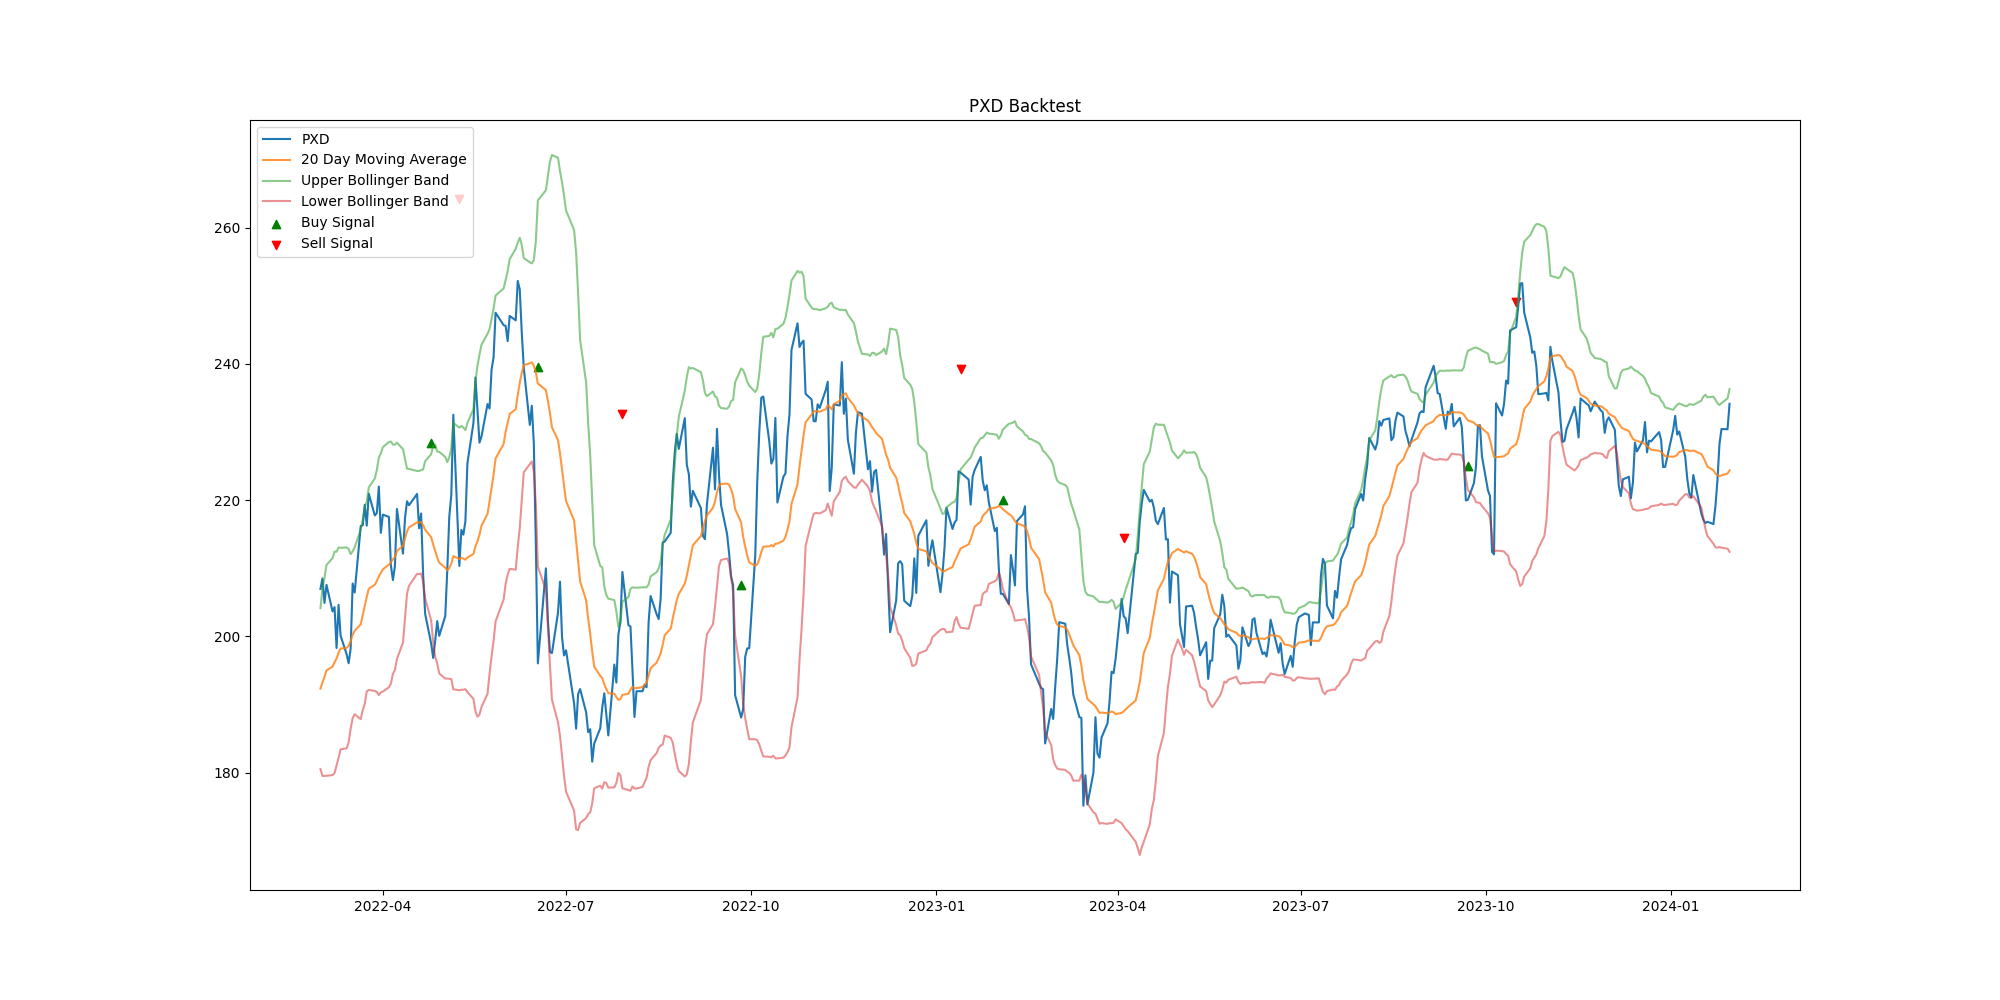 PXD Backtest
PXD
20 Day Moving Average
Upper Bollinger Band
Lower Bollinger Band
Buy Signal
Sell Signal
260
240
220
200
180
2022-04
2022-07
2022-10
2023-01
2023-04
2023-07
2023-10
2024-01